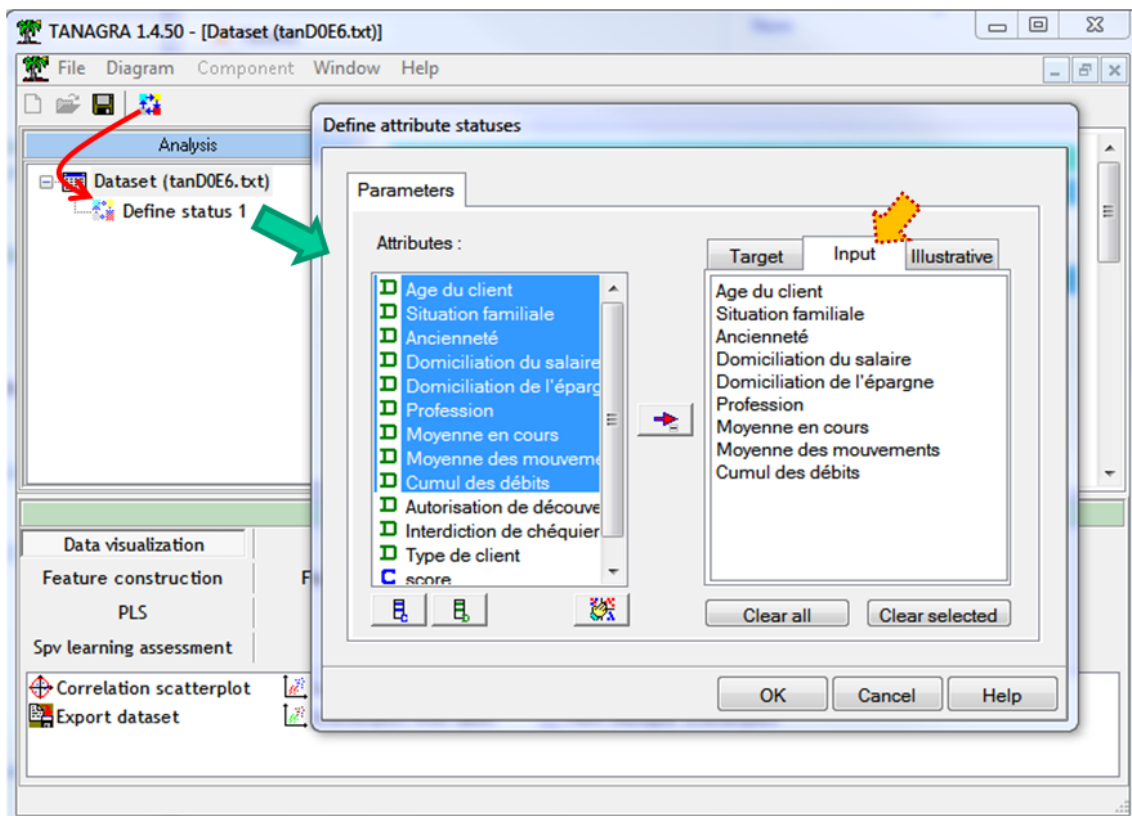 TANAGRA 1.4.50 - [Dataset (tanD0E6.txt)]
File Diagram Component Window Help
Analysis
Dataset (tanD0E6.txt)
Define status 1
Define attribute statuses
Parameters
Attributes :
Age du client
Situation familiale
Ancienneté
Domiciliation du salaire
Domiciliation de l'éparg
Profession
Moyenne en cours
Moyenne des mouveme
Cumul des débits
Autorisation de découve
Interdiction de chéquier
Type de client
score
Target Input Illustrative
Age du client
Situation familiale
Ancienneté
Domiciliation du salaire
Domiciliation de l'épargne
Profession
Moyenne en cours
Moyenne des mouvements
Cumul des débits
Clear all Clear selected
OK Cancel Help
Data visualization
Feature construction F
PLS
Spv learning assessment
Correlation scatterplot
Export dataset